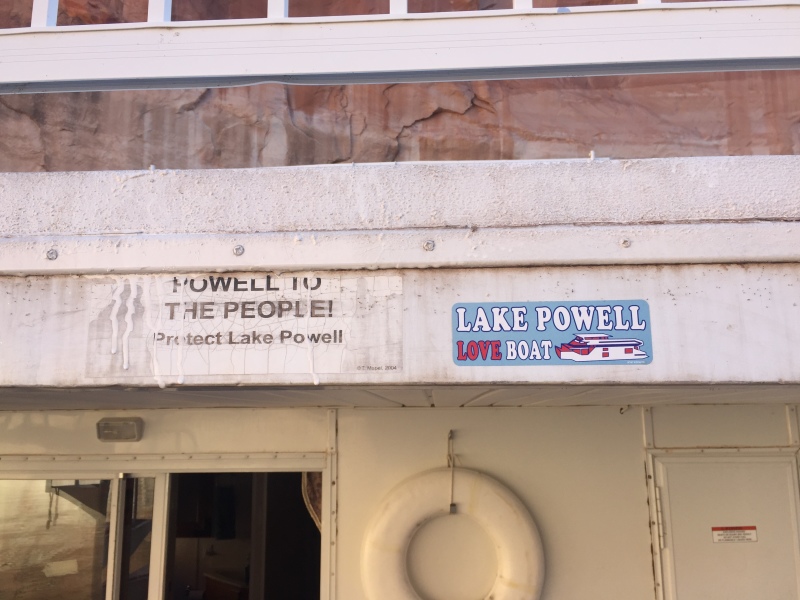 POWELL TO
THE PEOPLE!
Protect Lake Powell
LAKE POWELL
LOVE BOAT